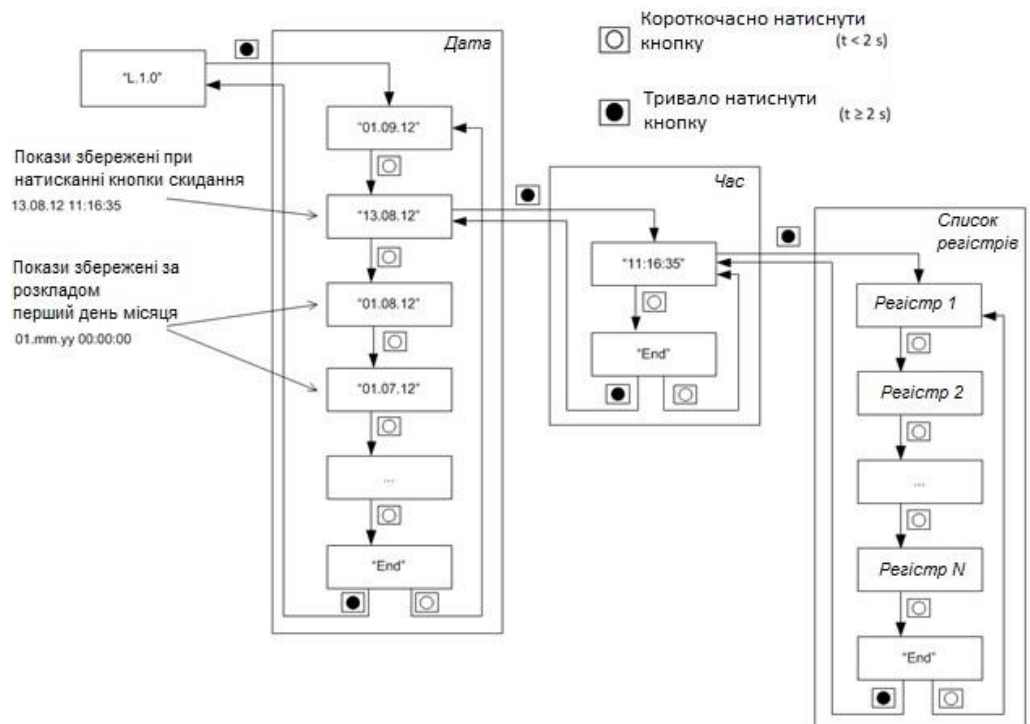 Короткочасно натиснути
кнопку (t < 2 s)
Тривало натиснути
кнопку (t ≥ 2 s)
Дата
"L.1.0"
"01.09.12"
Покази збережені при
натисканні кнопки скидання
13.08.12 11:16:35
"13.08.12"
Покази збережені за
розкладом
перший день місяця
01.mm.yy 00:00:00
"01.08.12"
"01.07.12"
...
"End"
Час
"11:16:35"
"End"
Список
регістрів
Регістр 1
Регістр 2
...
Регістр N
"End"